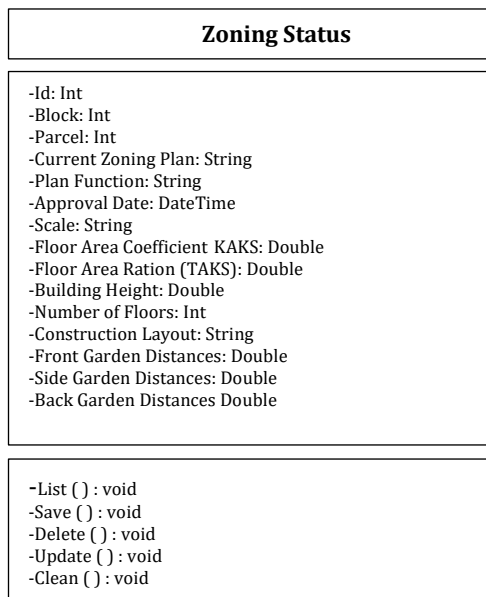 Zoning Status
-Id: Int
-Block: Int
-Parcel: Int
-Current Zoning Plan: String
-Plan Function: String
-Approval Date: DateTime
-Scale: String
-Floor Area Coefficient KAKS: Double
-Floor Area Ration (TAKS): Double
-Building Height: Double
-Number of Floors: Int
-Construction Layout: String
-Front Garden Distances: Double
-Side Garden Distances: Double
-Back Garden Distances Double
-List ( ) : void
-Save ( ) : void
-Delete ( ) : void
-Update ( ) : void
-Clean ( ) : void